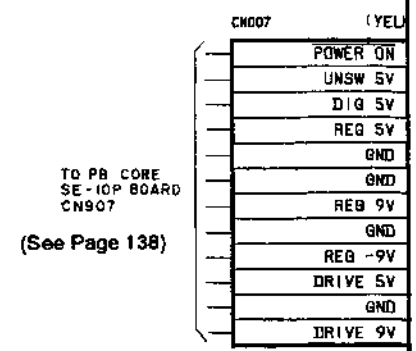 CN007 (YEL
POWER ON
UNSW 5V
DIG 5V
REG 5V
GND
GND
REG 9V
GND
REG -9V
DRIVE 5V
GND
DRIVE 9V
TO PB CORE
SE-10P BOARD
CN907
(See Page 138)